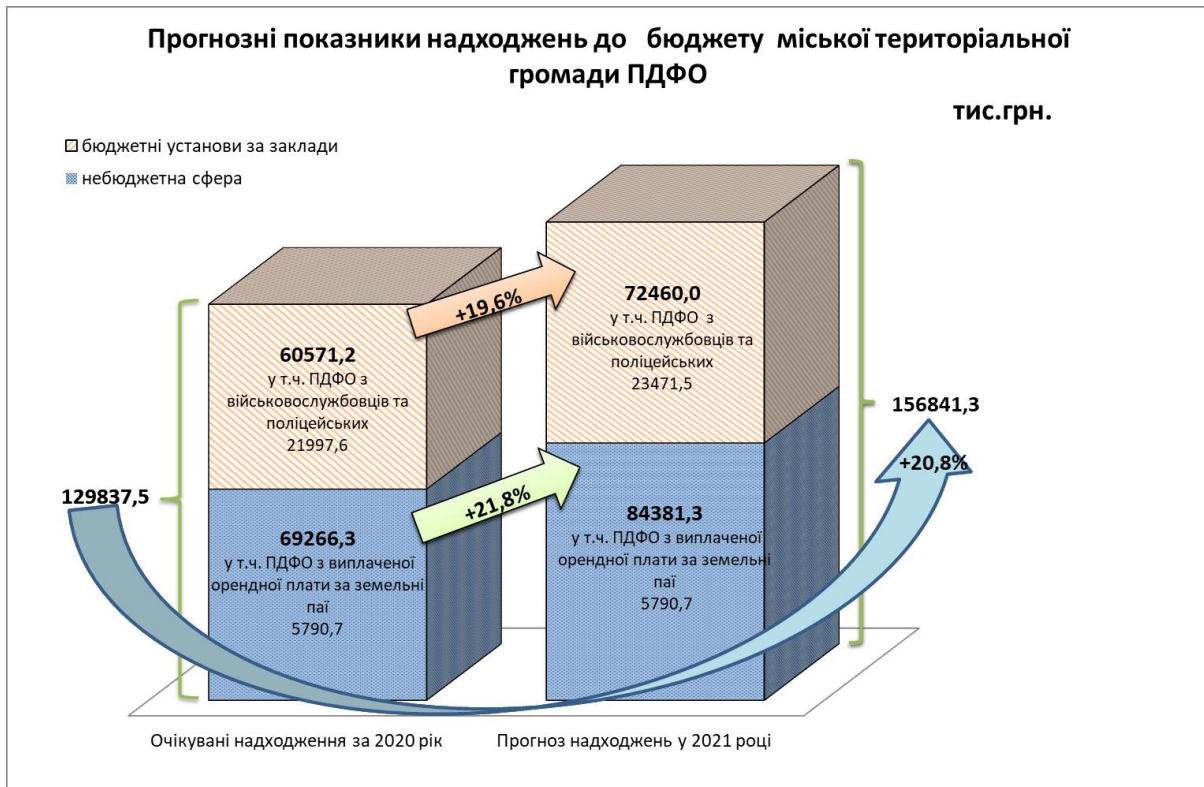 Прогнозні показники надходжень до бюджету міської територіальної
громади ПДФО
тис.грн.
бюджетні установи за заклади
небюджетна сфера
+19,6%
72460,0
у т.ч. ПДФО з
військовослужбовців та
поліцейських
23471,5
60571,2
у т.ч. ПДФО з
військовослужбовців та
поліцейських
21997,6
156841,3
+20,8%
129837,5
+21,8%
69266,3
у т.ч. ПДФО з виплаченої
орендної плати за земельні
паї
5790,7
84381,3
у т.ч. ПДФО з виплаченої
орендної плати за земельні
паї
5790,7
Очікувані надходження за 2020 рік
Прогноз надходжень у 2021 році